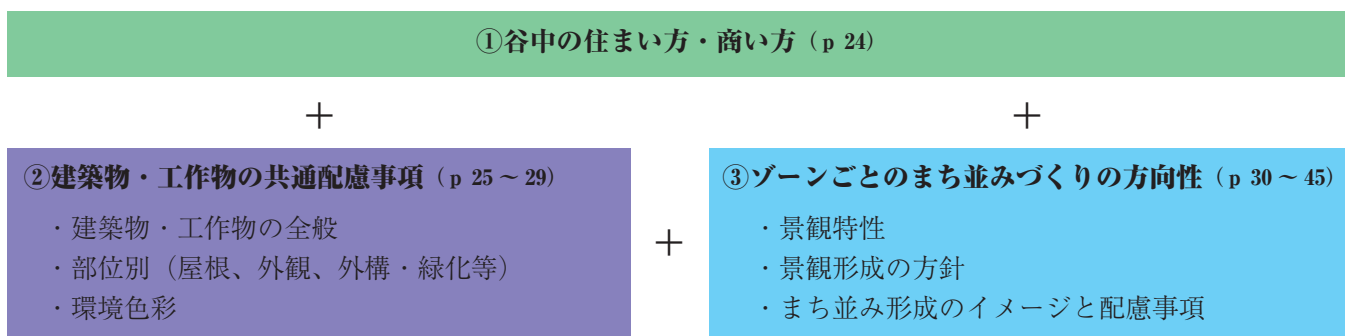 ①谷中の住まい方・商い方（p 24）
＋
＋
②建築物・工作物の共通配慮事項（p 25 ~ 29）
・建築物・工作物の全般
・部位別（屋根、外観、外構・緑化等）
・環境色彩
＋
③ゾーンごとのまち並みづくりの方向性（p 30 ~ 45）
・景観特性
・景観形成の方針
・まち並み形成のイメージと配慮事項